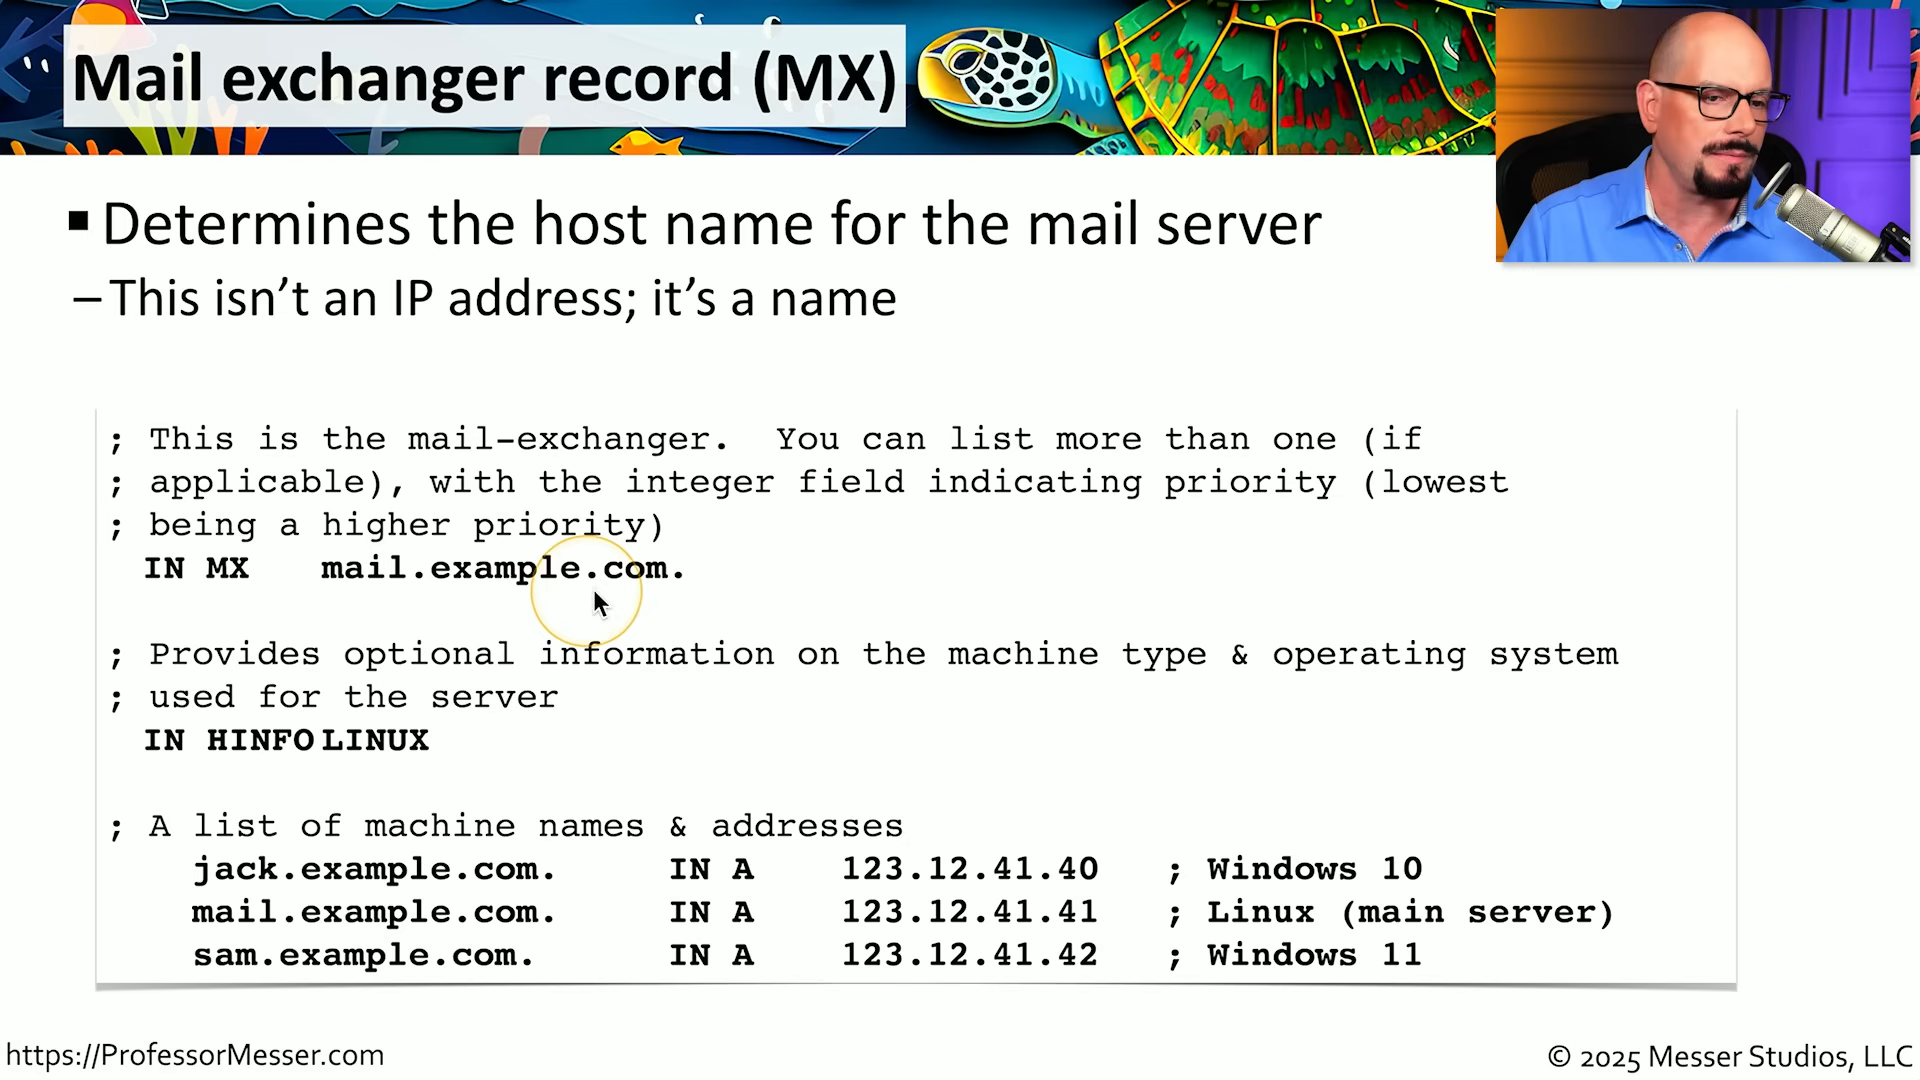 Mail exchanger record (MX)
▪ Determines the host name for the mail server
– This isn’t an IP address; it’s a name
; This is the mail-exchanger.  You can list more than one (if
; applicable), with the integer field indicating priority (lowest
; being a higher priority)
IN MX mail.example.com.
; Provides optional information on the machine type & operating system
; used for the server
IN HINFO LINUX
; A list of machine names & addresses
jack.example.com. IN A 123.12.41.40 ; Windows 10
mail.example.com. IN A 123.12.41.41 ; Linux (main server)
sam.example.com. IN A 123.12.41.42 ; Windows 11
https://ProfessorMesser.com
© 2025 Messer Studios, LLC